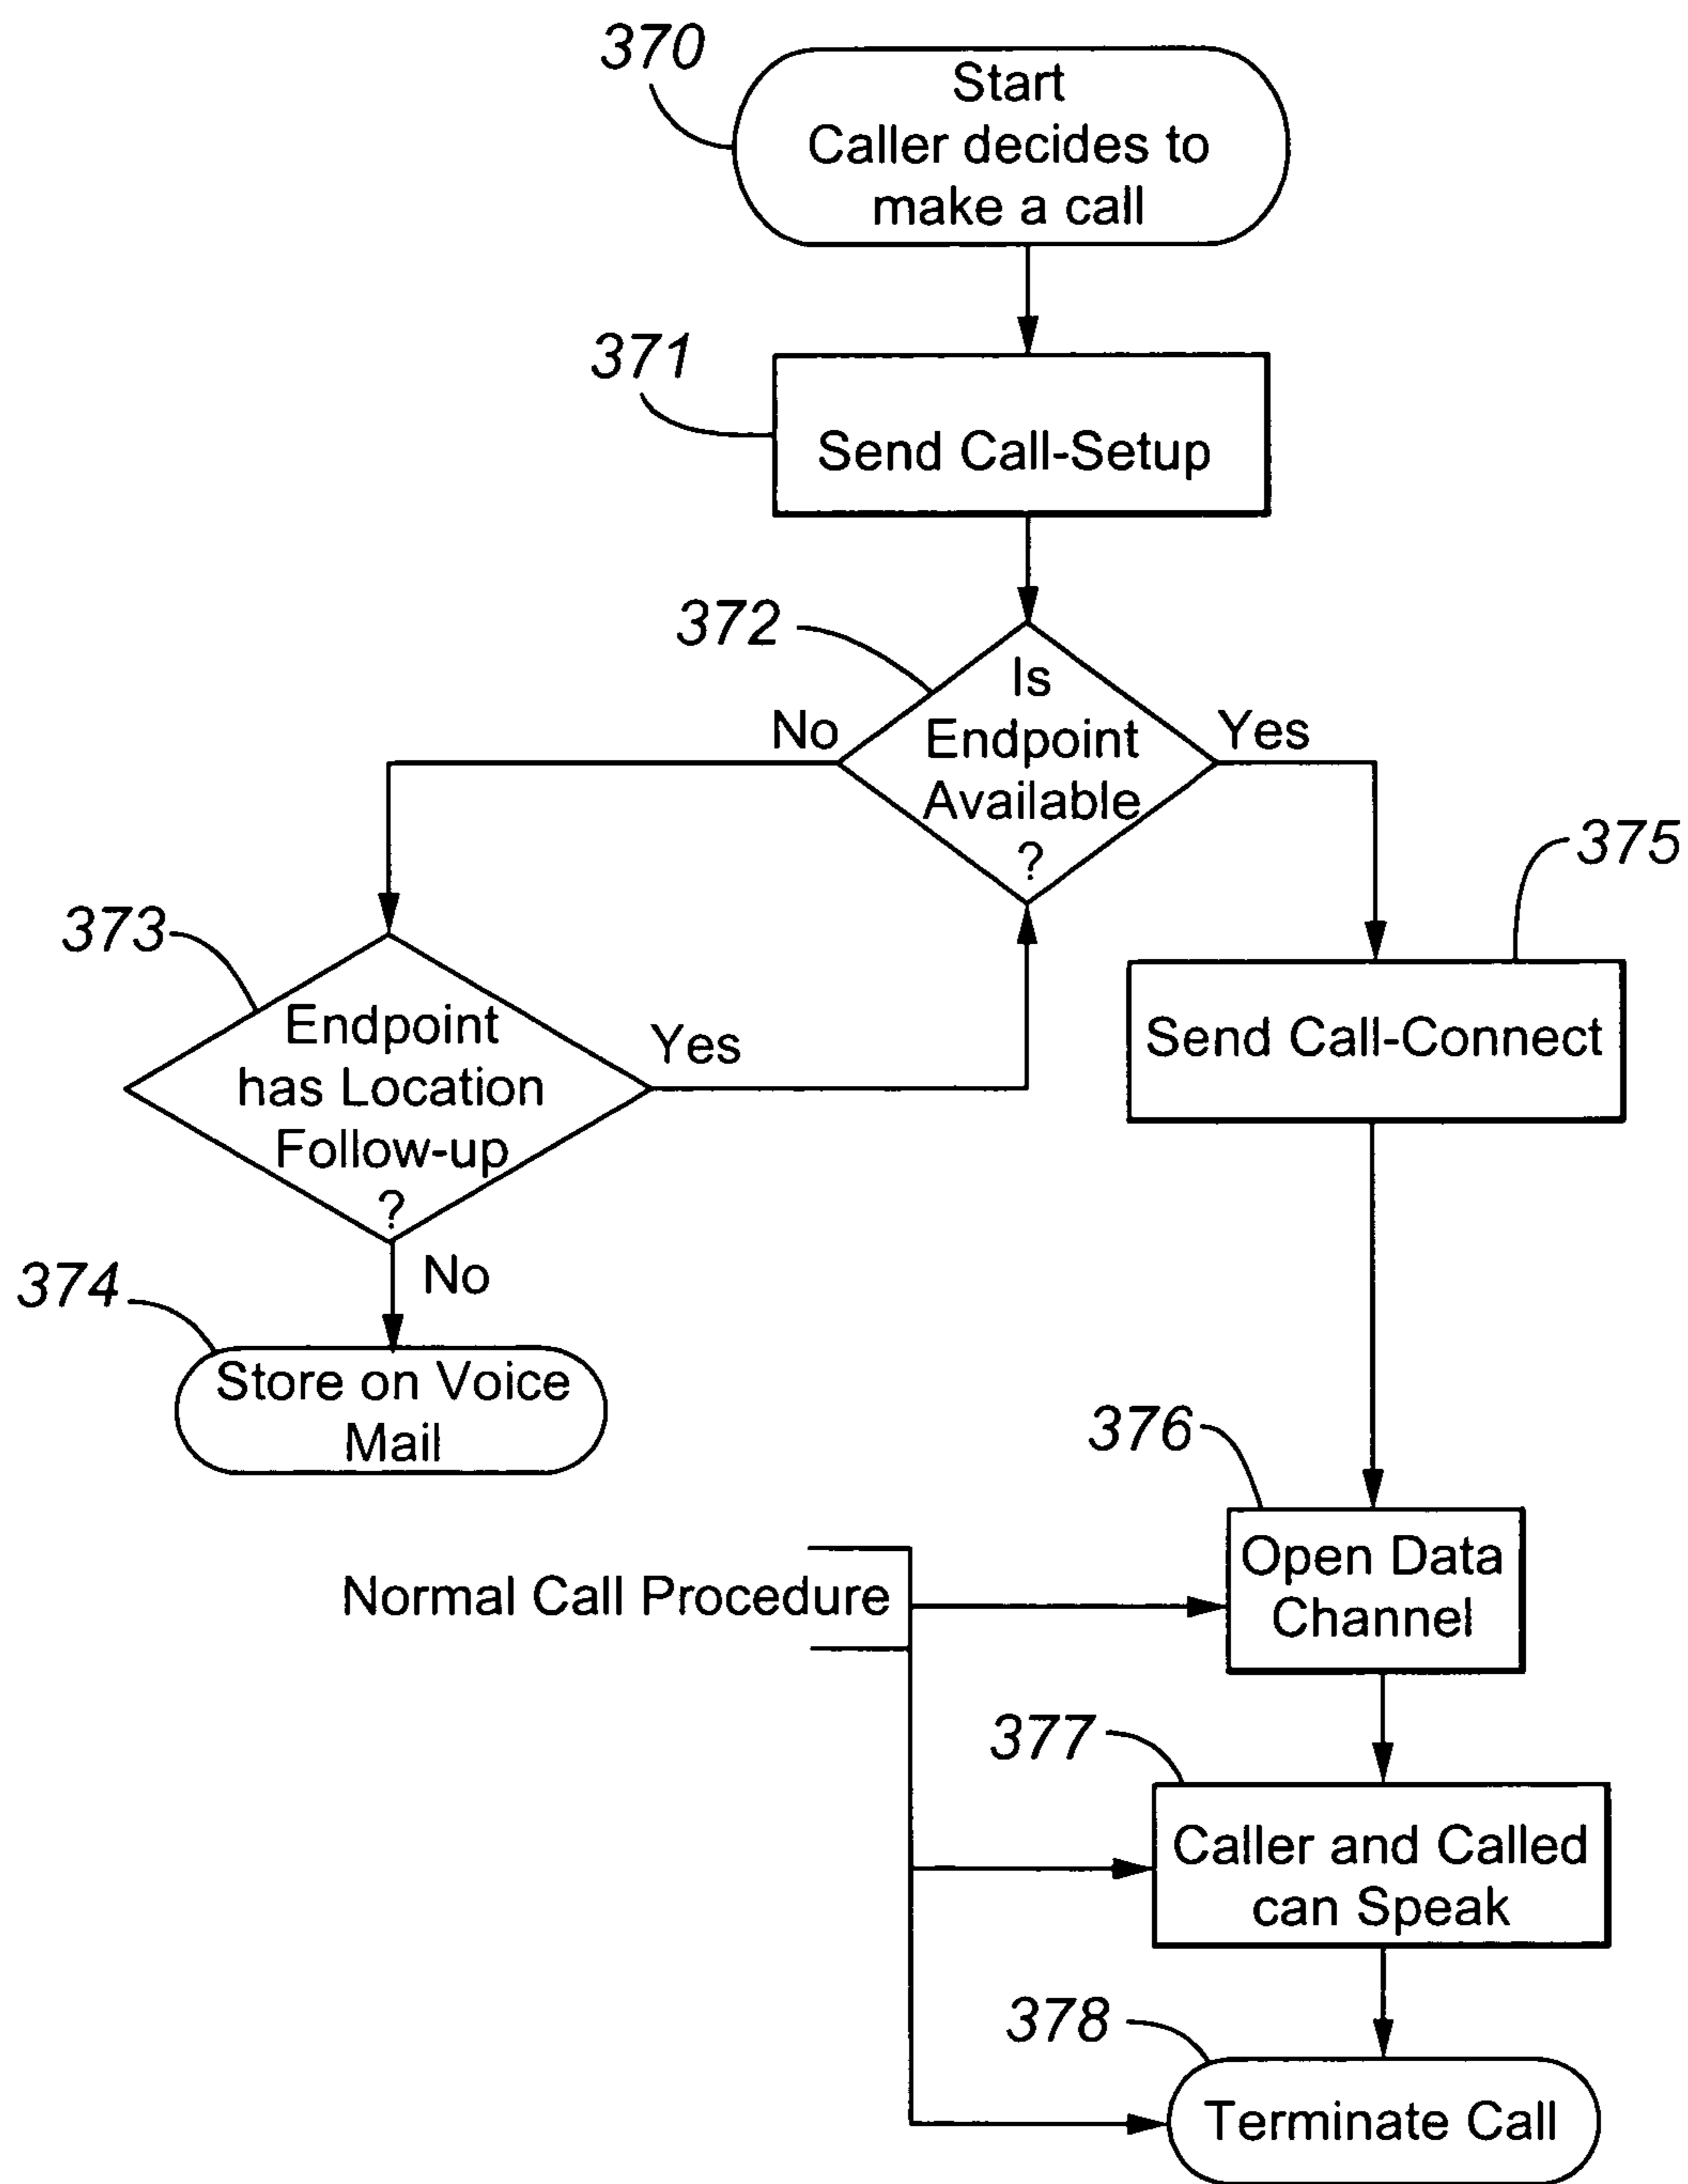 370
Start
Caller decides to
make a call
371
Send Call-Setup
372
Is
Endpoint
Available
?
No
Yes
373
Endpoint
has Location
Follow-up
?
Yes
No
374
Store on Voice
Mail
375
Send Call-Connect
376
Open Data
Channel
Normal Call Procedure
377
Caller and Called
can Speak
378
Terminate Call